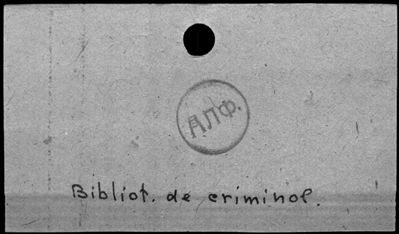 АЛФ.
Bibliot. de criminol.